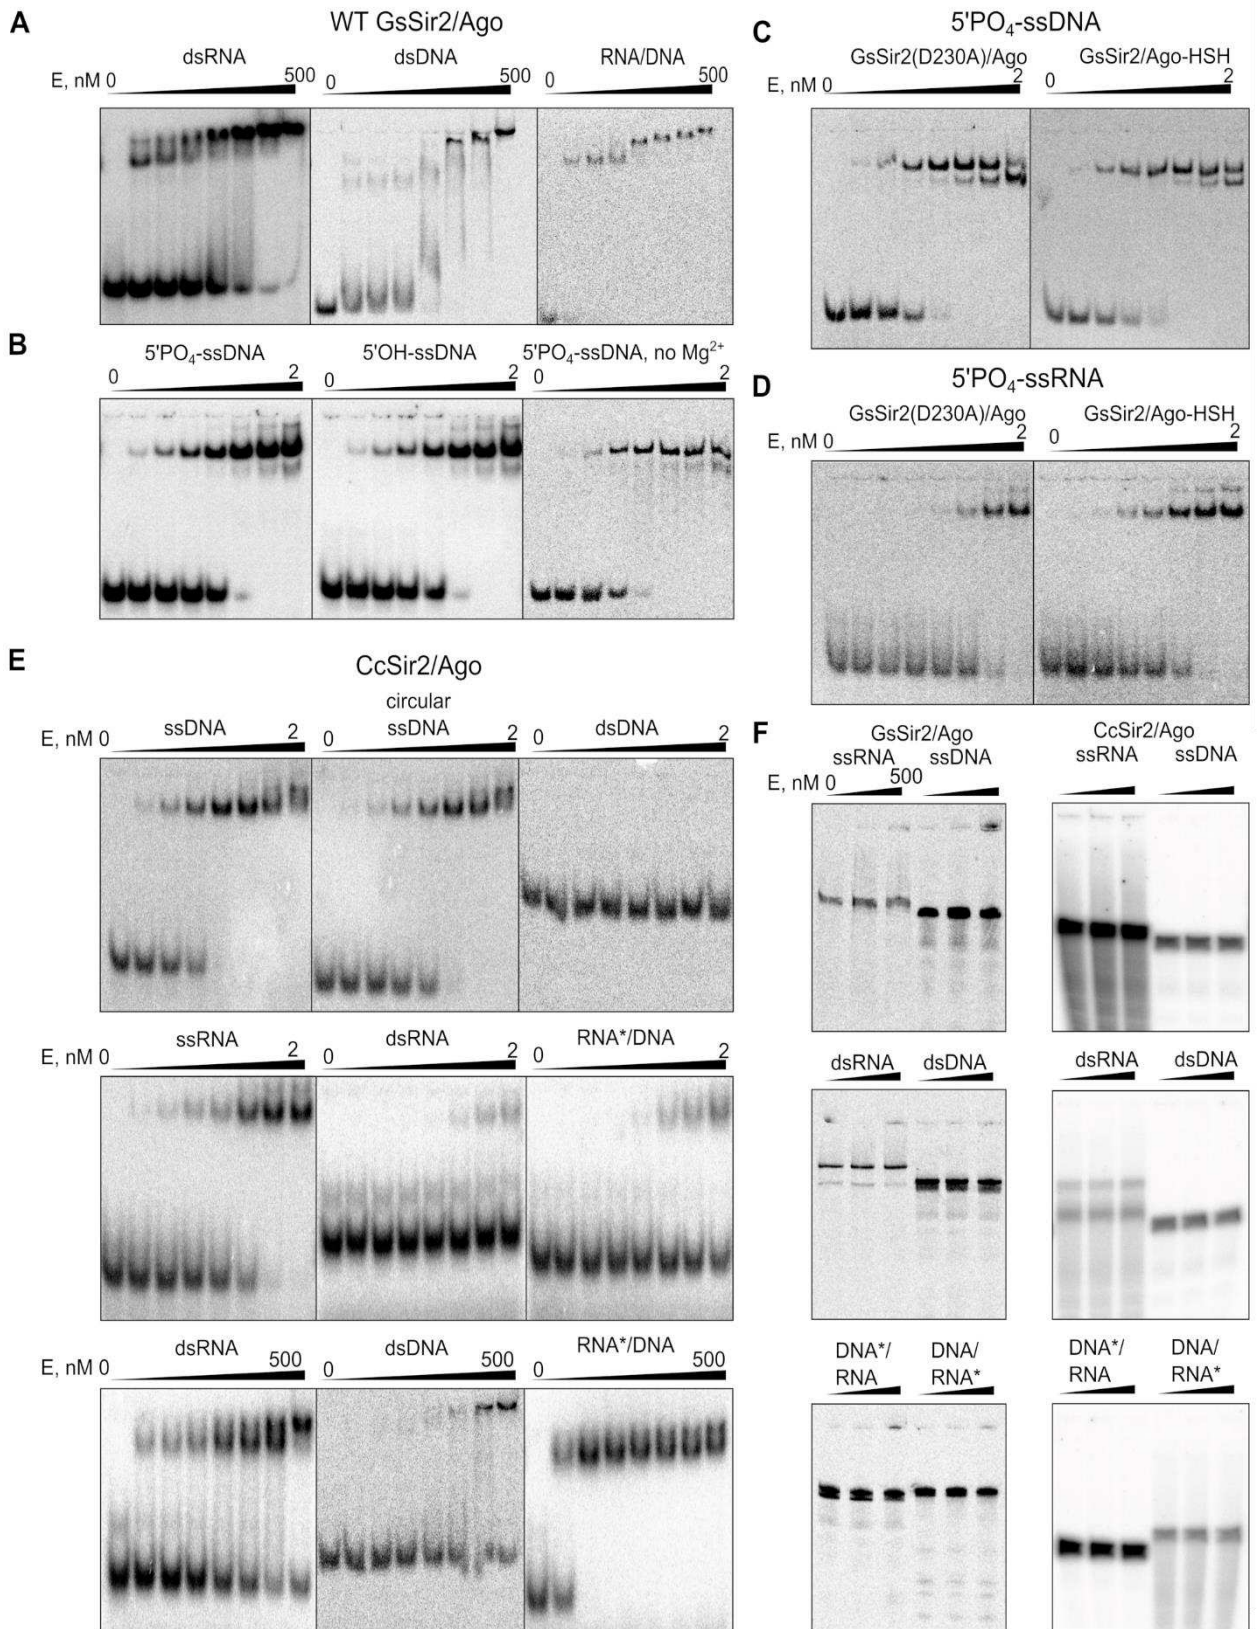 A
WT GsSir2/Ago
dsRNA
dsDNA
RNA/DNA
E, nM 0
500
0
500
0
500
B
5'PO₄-ssDNA
5'OH-ssDNA
5'PO₄-ssDNA, no Mg²⁺
0
2
0
2
0
2
C
5'PO₄-ssDNA
GsSir2(D230A)/Ago
GsSir2/Ago-HSH
E, nM 0
2
0
2
D
5'PO₄-ssRNA
GsSir2(D230A)/Ago
GsSir2/Ago-HSH
E, nM 0
2
0
2
E
CcSir2/Ago
ssDNA
circular
ssDNA
dsDNA
E, nM 0
2
0
2
0
2
ssRNA
dsRNA
RNA*/DNA
E, nM 0
2
0
2
0
2
dsRNA
dsDNA
RNA*/DNA
E, nM 0
500
0
500
0
500
F
GsSir2/Ago
ssRNA ssDNA
E, nM 0
500
CcSir2/Ago
ssRNA ssDNA
dsRNA dsDNA
dsRNA dsDNA
DNA*/ DNA/
RNA RNA*
DNA*/ DNA/
RNA RNA*